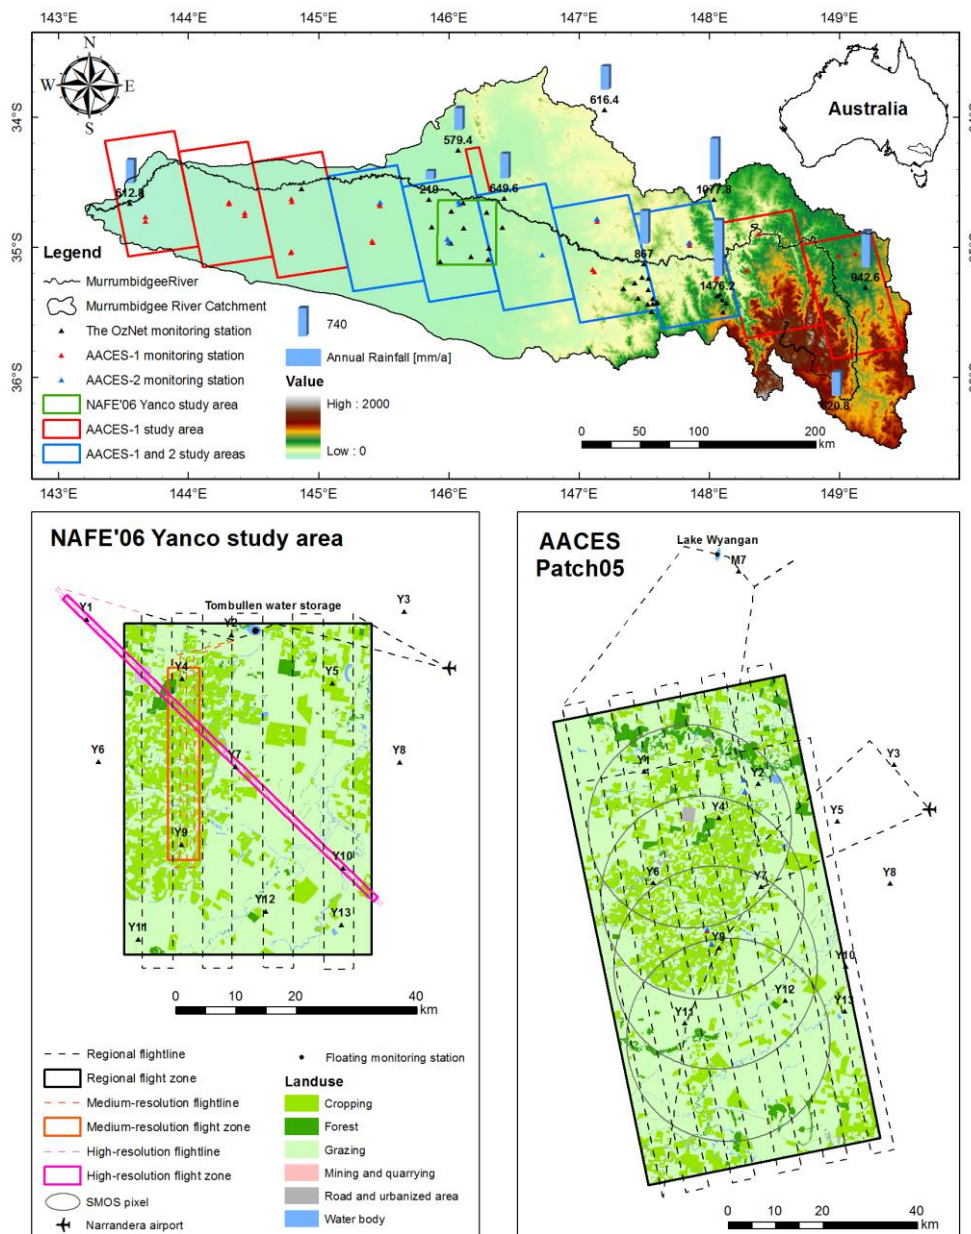 143°E 144°E 145°E 146°E 147°E 148°E 149°E
N
W E
S
34°S
35°S
36°S
Australia
616.4
579.4
612.8
219
649.6
1077.8
867
1476.2
942.6
Legend
MurrumbidgeeRiver
Murrumbidgee River Catchment
The OzNet monitoring station
AACES-1 monitoring station
AACES-2 monitoring station
NAFE'06 Yanco study area
AACES-1 study area
AACES-1 and 2 study areas
740
Annual Rainfall [mm/a]
Value
High : 2000
Low : 0
0 50 100 200
km
143°E 144°E 145°E 146°E 147°E 148°E 149°E
NAFE'06 Yanco study area
Tombullen water storage
Y1
Y2
Y3
Y4
Y5
Y6
Y7
Y8
Y9
Y10
Y11
Y12
Y13
0 10 20 40
km
Regional flightline
Regional flight zone
Medium-resolution flightline
Medium-resolution flight zone
High-resolution flightline
High-resolution flight zone
SMOS pixel
Narrandera airport
Floating monitoring station
Landuse
Cropping
Forest
Grazing
Mining and quarrying
Road and urbanized area
Water body
AACES
Patch05
Lake Wyangan
M7
Y1
Y2
Y3
Y4
Y5
Y6
Y7
Y8
Y9
Y10
Y11
Y12
Y13
0 10 20 40
km